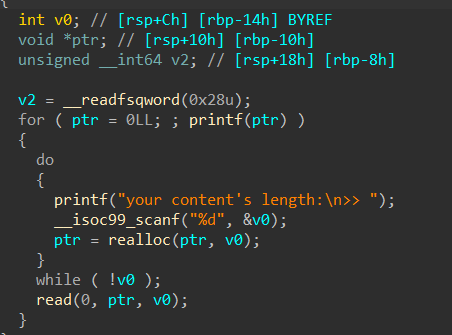 {
int v0; // [rsp+Ch] [rbp-14h] BYREF
void *ptr; // [rsp+10h] [rbp-10h]
unsigned __int64 v2; // [rsp+18h] [rbp-8h]
v2 = __readfsqword(0x28u);
for ( ptr = 0LL; ; printf(ptr) )
{
do
{
printf("your content's length:\n>> ");
__isoc99_scanf("%d", &v0);
ptr = realloc(ptr, v0);
}
while ( !v0 );
read(0, ptr, v0);
}